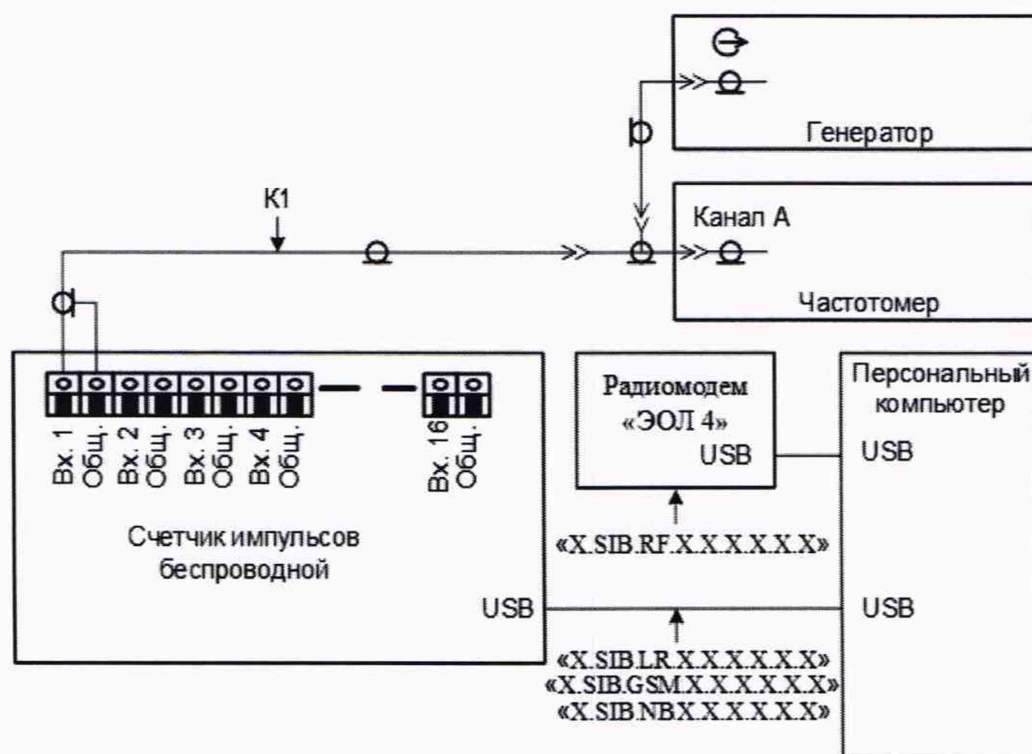 Генератор
К1
Канал А
Частотомер
Вх. 1
Общ.
Вх. 2
Общ.
Вх. 3
Общ.
Вх. 4
Общ.
Вх. 16
Общ.
Счетчик импульсов
беспроводной
USB
Радиомодем
«ЭОЛ 4»
USB
«X.SIB.RF.X.X.X.X.X.X»
Персональный
компьютер
USB
USB
«X.SIB.LR.X.X.X.X.X.X»
«X.SIB.GSM.X.X.X.X.X.X»
«X.SIB.NB.X.X.X.X.X.X»